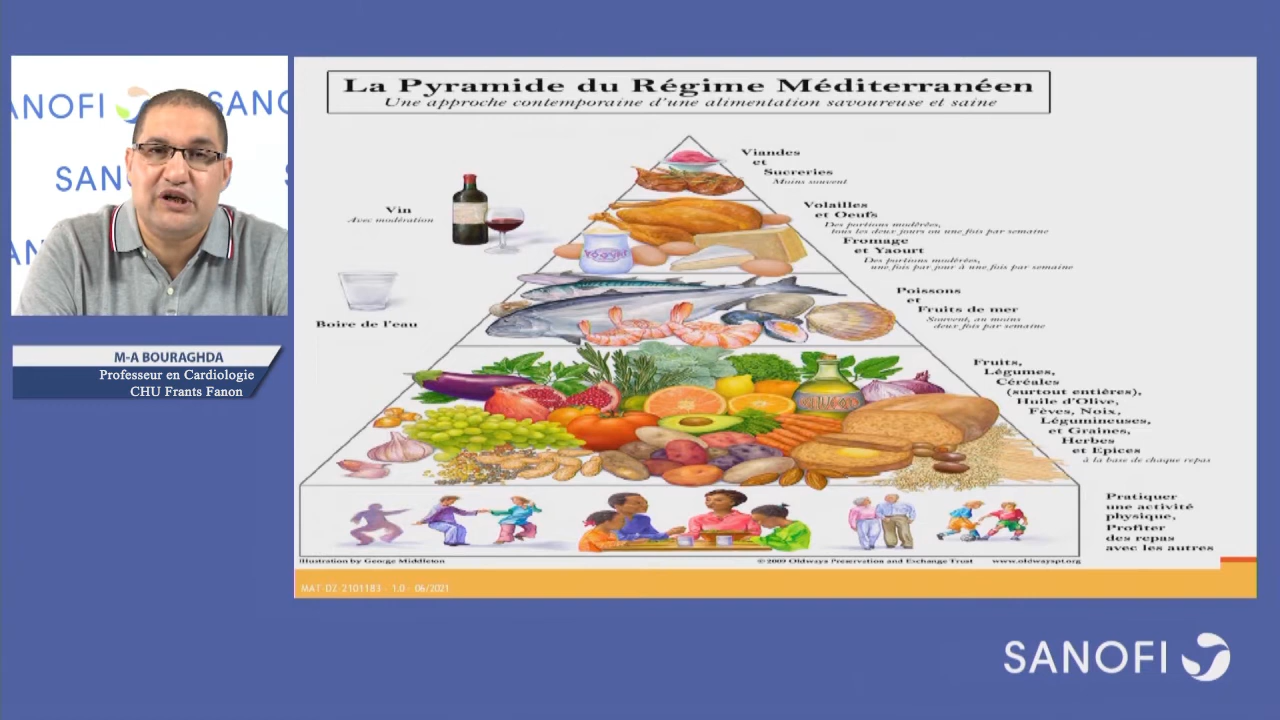 ANOFI
SANO
SAN
AN
M-A BOURAGHDA
Professeur en Cardiologie
CHU Frants Fanon
La Pyramide du Régime Méditerranéen
Une approche contemporaine d'une alimentation savoureuse et saine
Viandes
et
Sucreries
Moins souvent
Vin
Avec modération
Volailles
et Oeufs
Des portions modérées,
tous les deux jours ou une fois par semaine
Fromage
et Yaourt
Des portions modérées,
une fois par jour à une fois par semaine
YOGURT
Boire de l'eau
Poissons
et
Fruits de mer
Souvent, au moins
deux fois par semaine
Fruits,
Légumes,
Céréales
(surtout entières),
Huile d'Olive,
Fèves, Noix,
Légumineuses,
et Graines,
Herbes
et Epices
à la base de chaque repas
Pratiquer
une activité
physique,
Profiter
des repas
avec les autres
Illustration by George Middleton
© 2009 Oldways Preservation and Exchange Trust
www.oldwayspt.org
MAT-DZ-2101183 - 1.0 - 06/2021
SANOFI